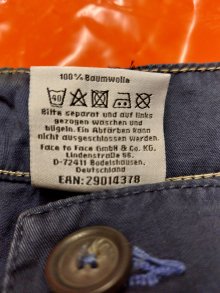 100% Baumwolle
40
Bitte separat und auf links
gezogen waschen und
bügeln. Ein Abfärben kann
nicht ausgeschlossen werden.
Face to Face GmbH & Co. KG.
Lindenstraße 56.
D-72411 Bodelshausen.
Deutschland
EAN: 29014378